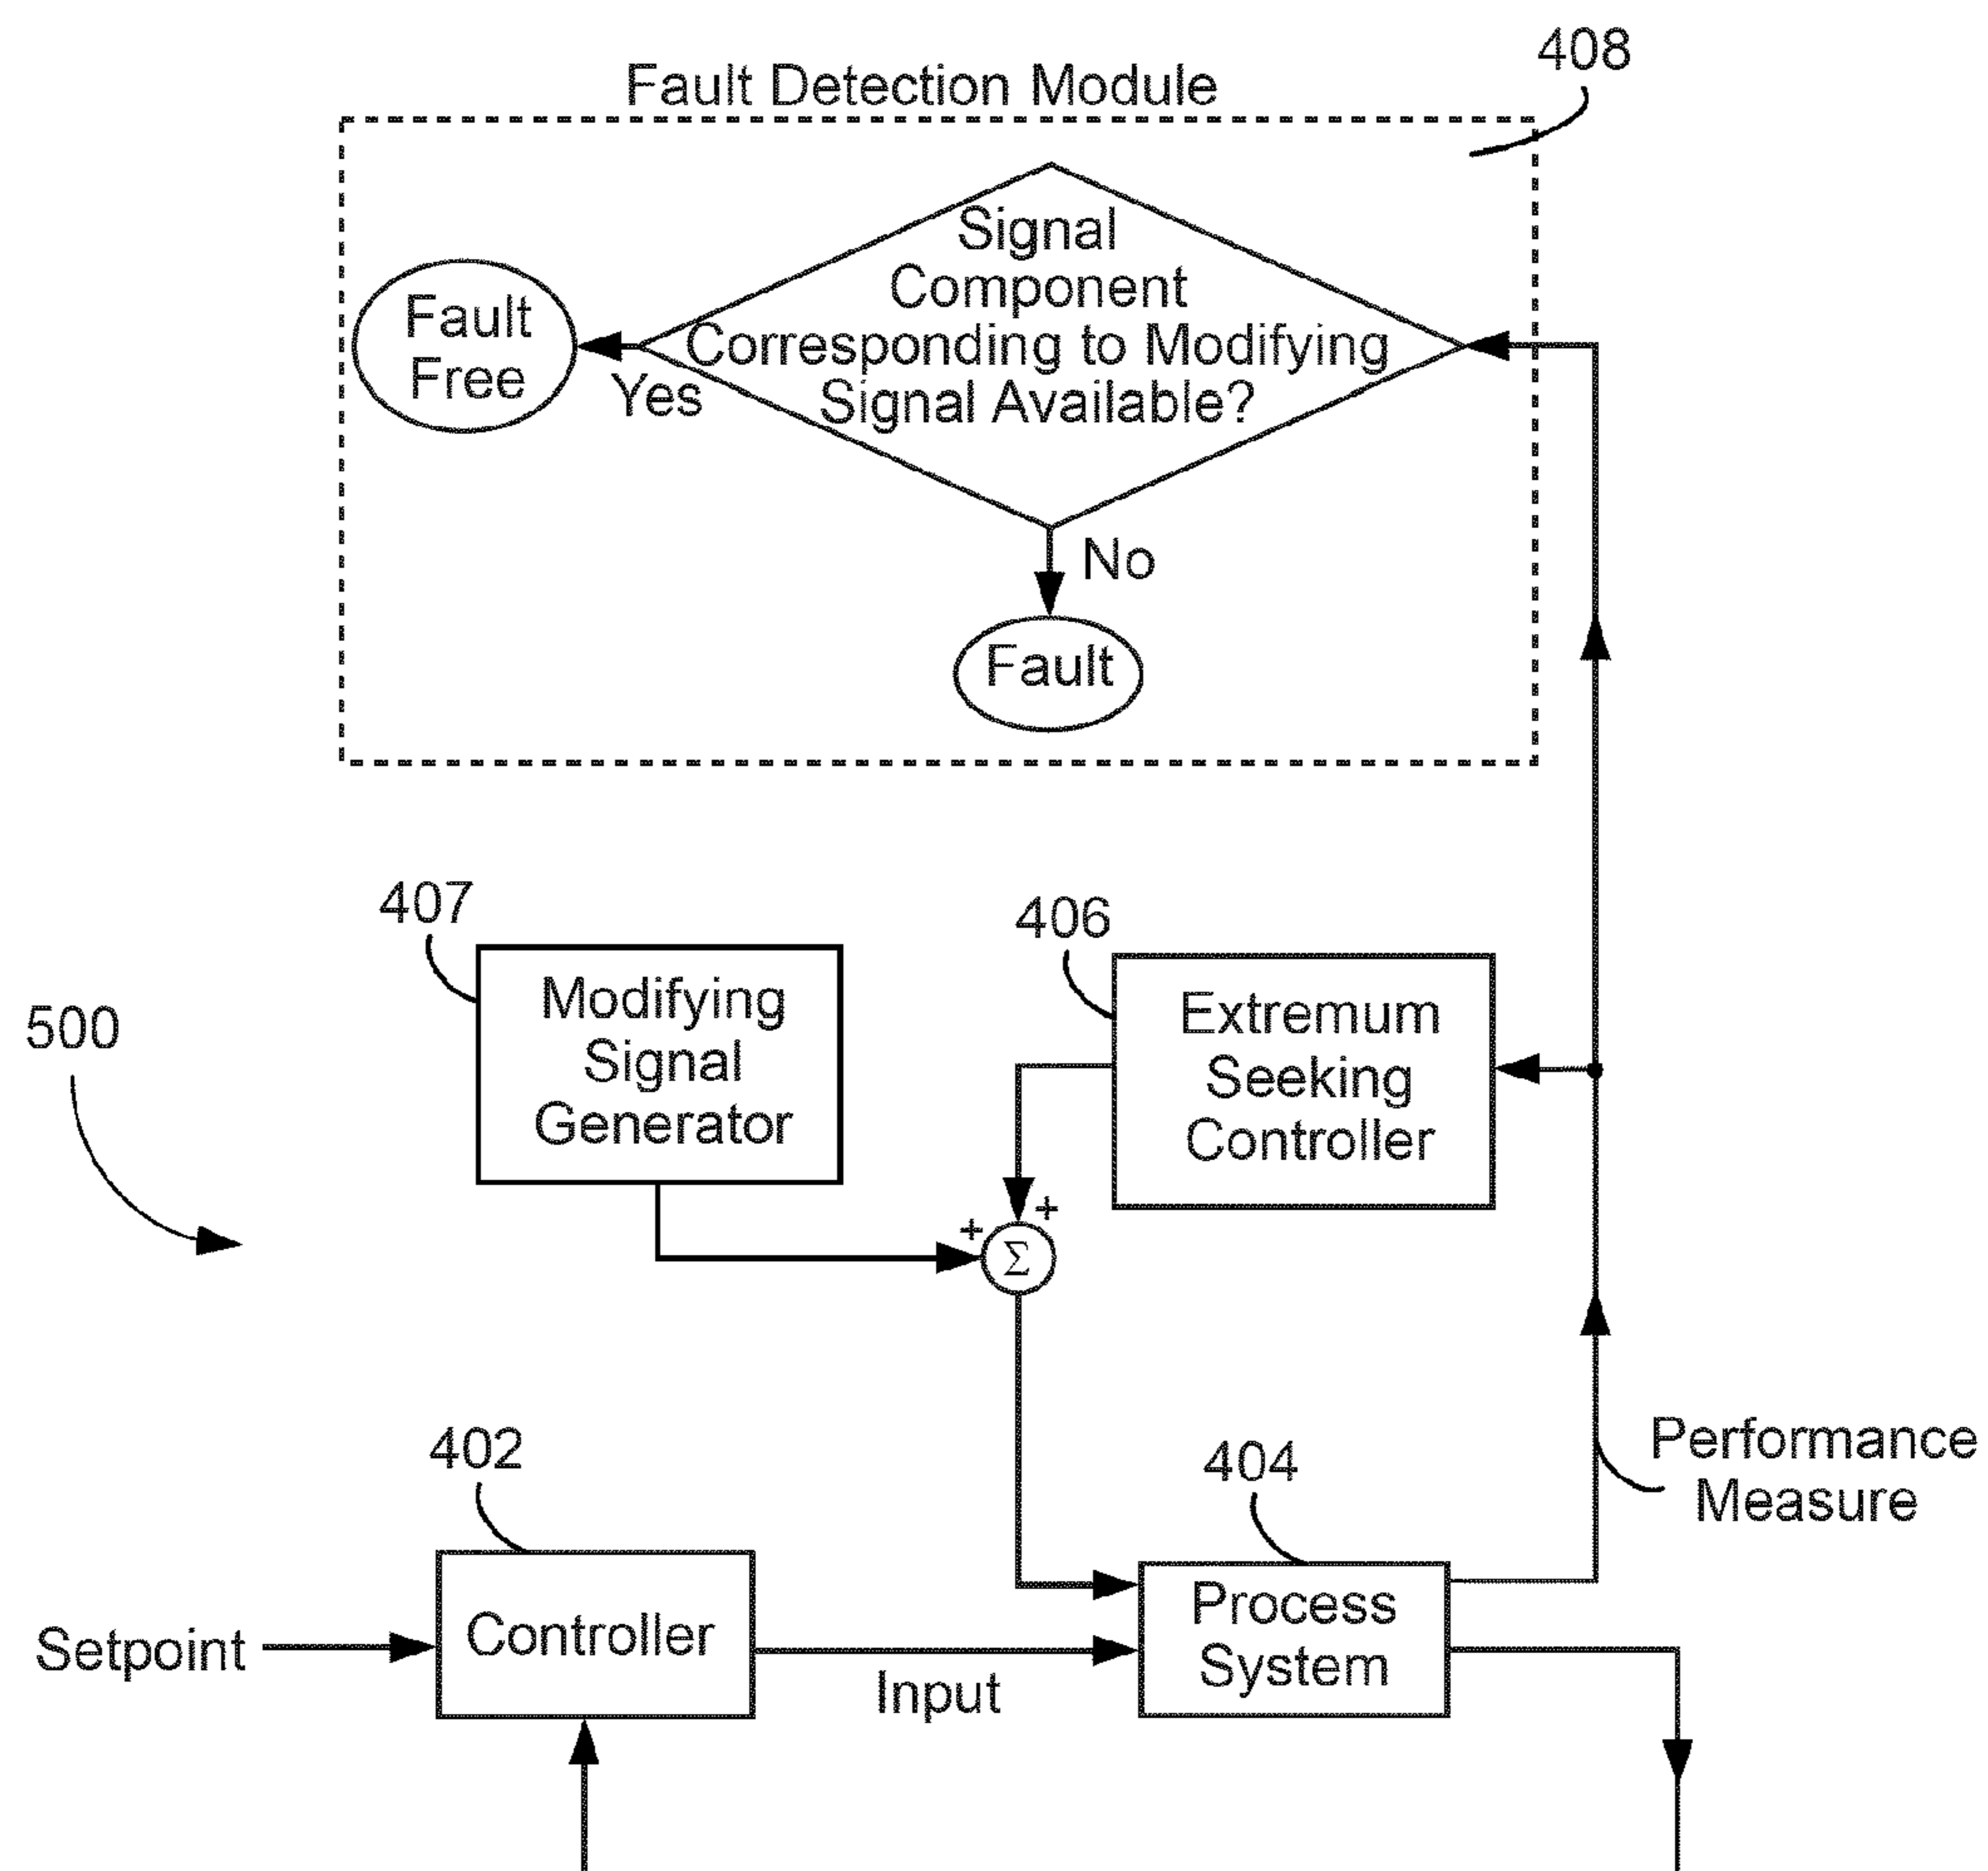 408
Fault Detection Module
Signal
Component
Corresponding to Modifying
Signal Available?
Fault
Free
Yes
No
Fault
407
406
Modifying
Signal
Generator
Extremum
Seeking
Controller
500
+
+
Σ
Performance
Measure
402
404
Setpoint
Controller
Input
Process
System